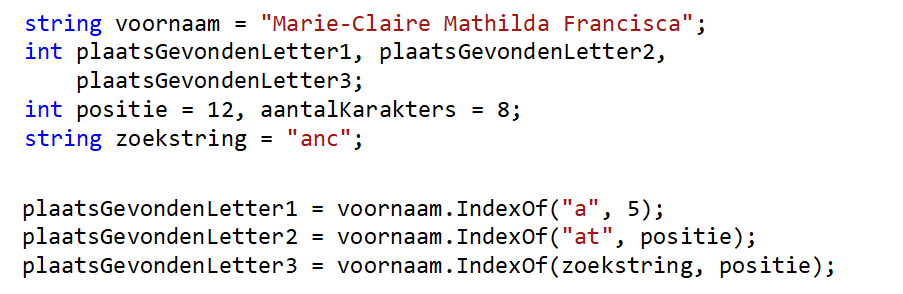 string voornaam = "Marie-Claire Mathilda Francisca";
int plaatsGevondenLetter1, plaatsGevondenLetter2,
plaatsGevondenLetter3;
int positie = 12, aantalKarakters = 8;
string zoekstring = "anc";
plaatsGevondenLetter1 = voornaam.IndexOf("a", 5);
plaatsGevondenLetter2 = voornaam.IndexOf("at", positie);
plaatsGevondenLetter3 = voornaam.IndexOf(zoekstring, positie);